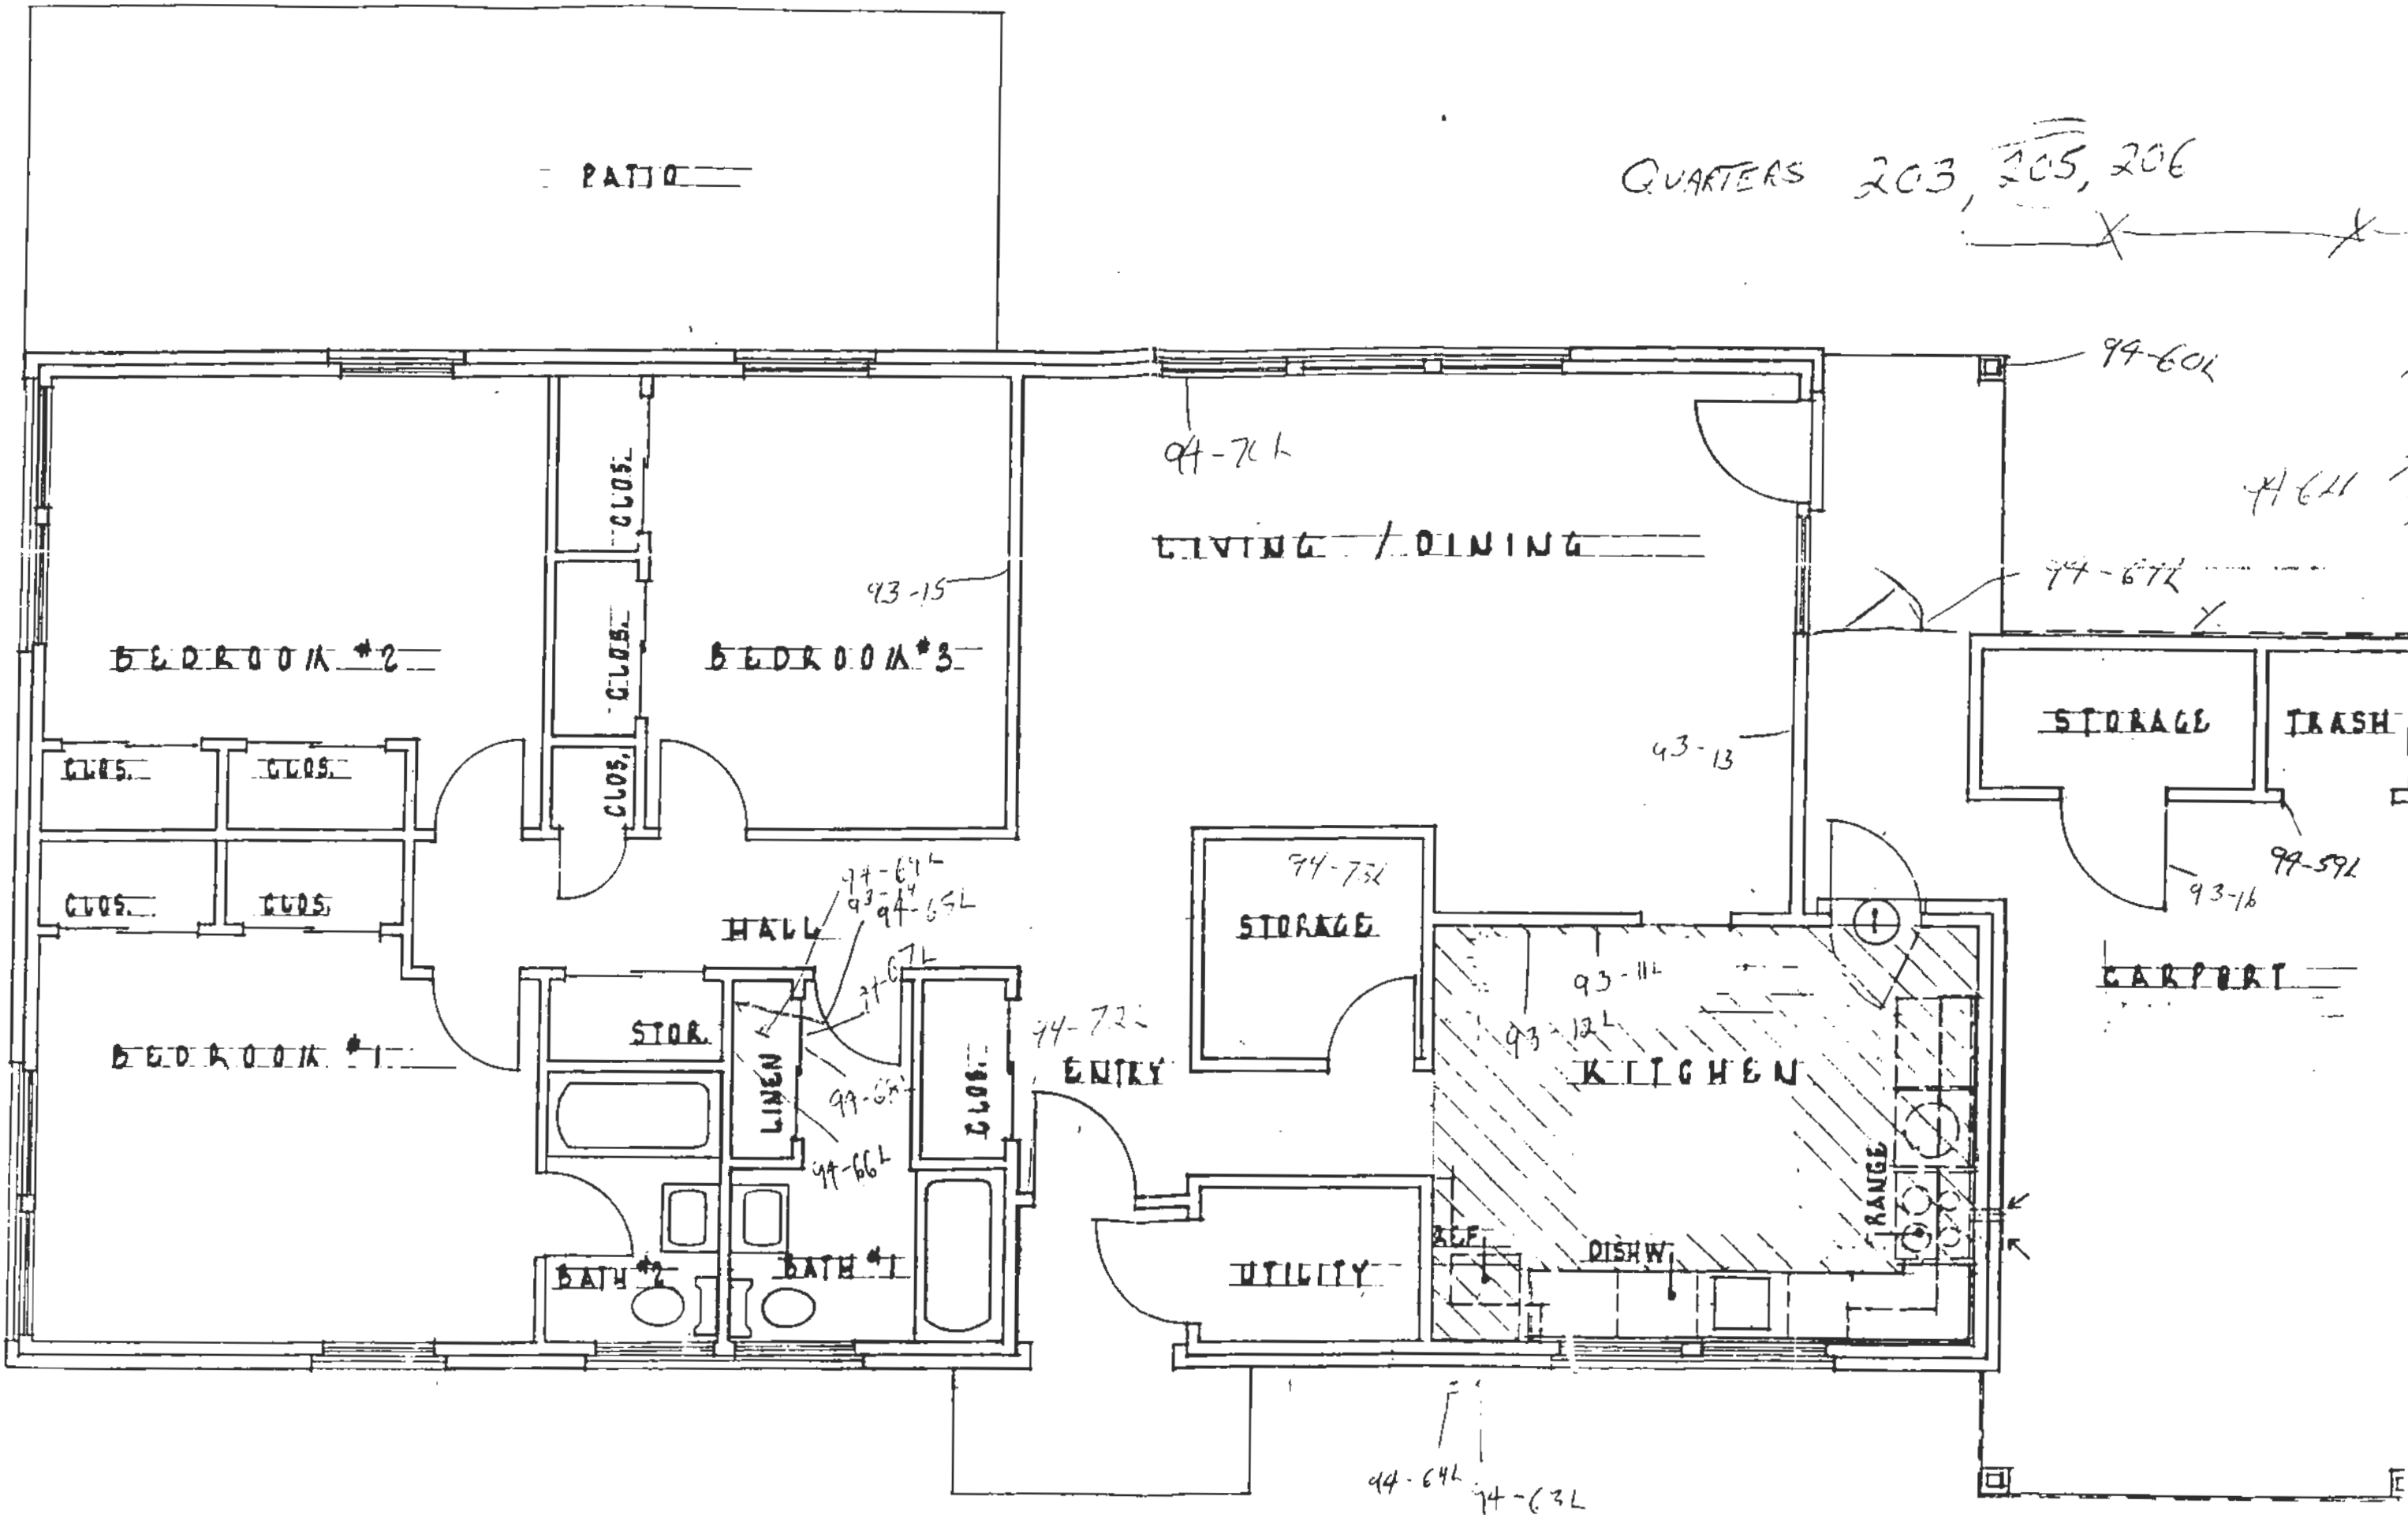 PATIO
QUARTERS 203, 205, 206
94-60L
CLOS.
LIVING / DINING
93-15
BEDROOM #2
CLOS.
BEDROOM #3
STORAGE
TRASH
93-13
CLOS.
CLOS.
CLOS.
94-59L
93-16
CLOS.
CLOS.
HALL
94-73L
STORAGE
93-11L
93-12L
CARPORT
STOR.
94-72L
BEDROOM #1
LINEN
CLOS.
ENTRY
KITCHEN
94-66L
RANGE
REF.
DISHW.
BATH #2
BATH #1
UTILITY
94-64L
94-63L